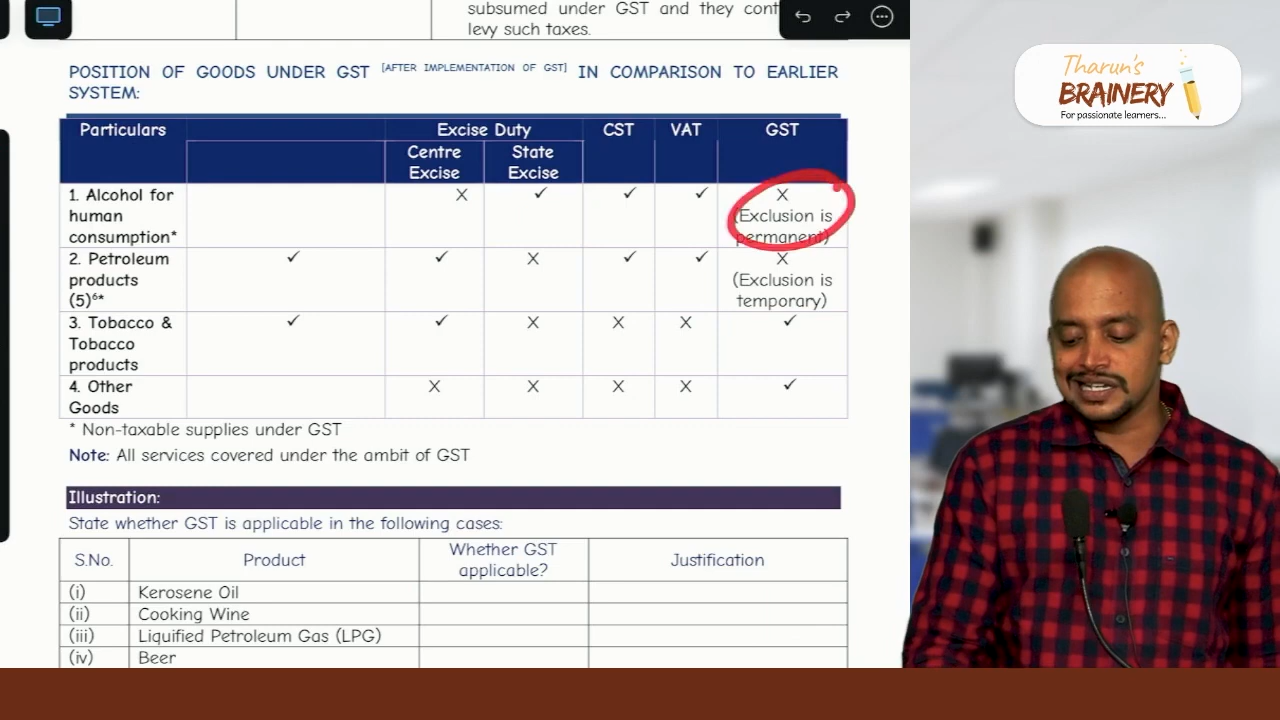 subsumed under GST and they cont
levy such taxes.
POSITION OF GOODS UNDER GST [AFTER IMPLEMENTATION OF GST] IN COMPARISON TO EARLIER
SYSTEM:
Particulars Excise Duty CST VAT GST
Centre Excise State Excise
1. Alcohol for human consumption* X ✓ ✓ ✓ X (Exclusion is permanent)
2. Petroleum products (5)6* ✓ ✓ X ✓ ✓ X (Exclusion is temporary)
3. Tobacco & Tobacco products ✓ ✓ X X X ✓
4. Other Goods X X X X ✓
* Non-taxable supplies under GST
Note: All services covered under the ambit of GST
Illustration:
State whether GST is applicable in the following cases:
S.No. Product Whether GST applicable? Justification
(i) Kerosene Oil
(ii) Cooking Wine
(iii) Liquified Petroleum Gas (LPG)
(iv) Beer
Tharun's
BRAINERY
For passionate learners...